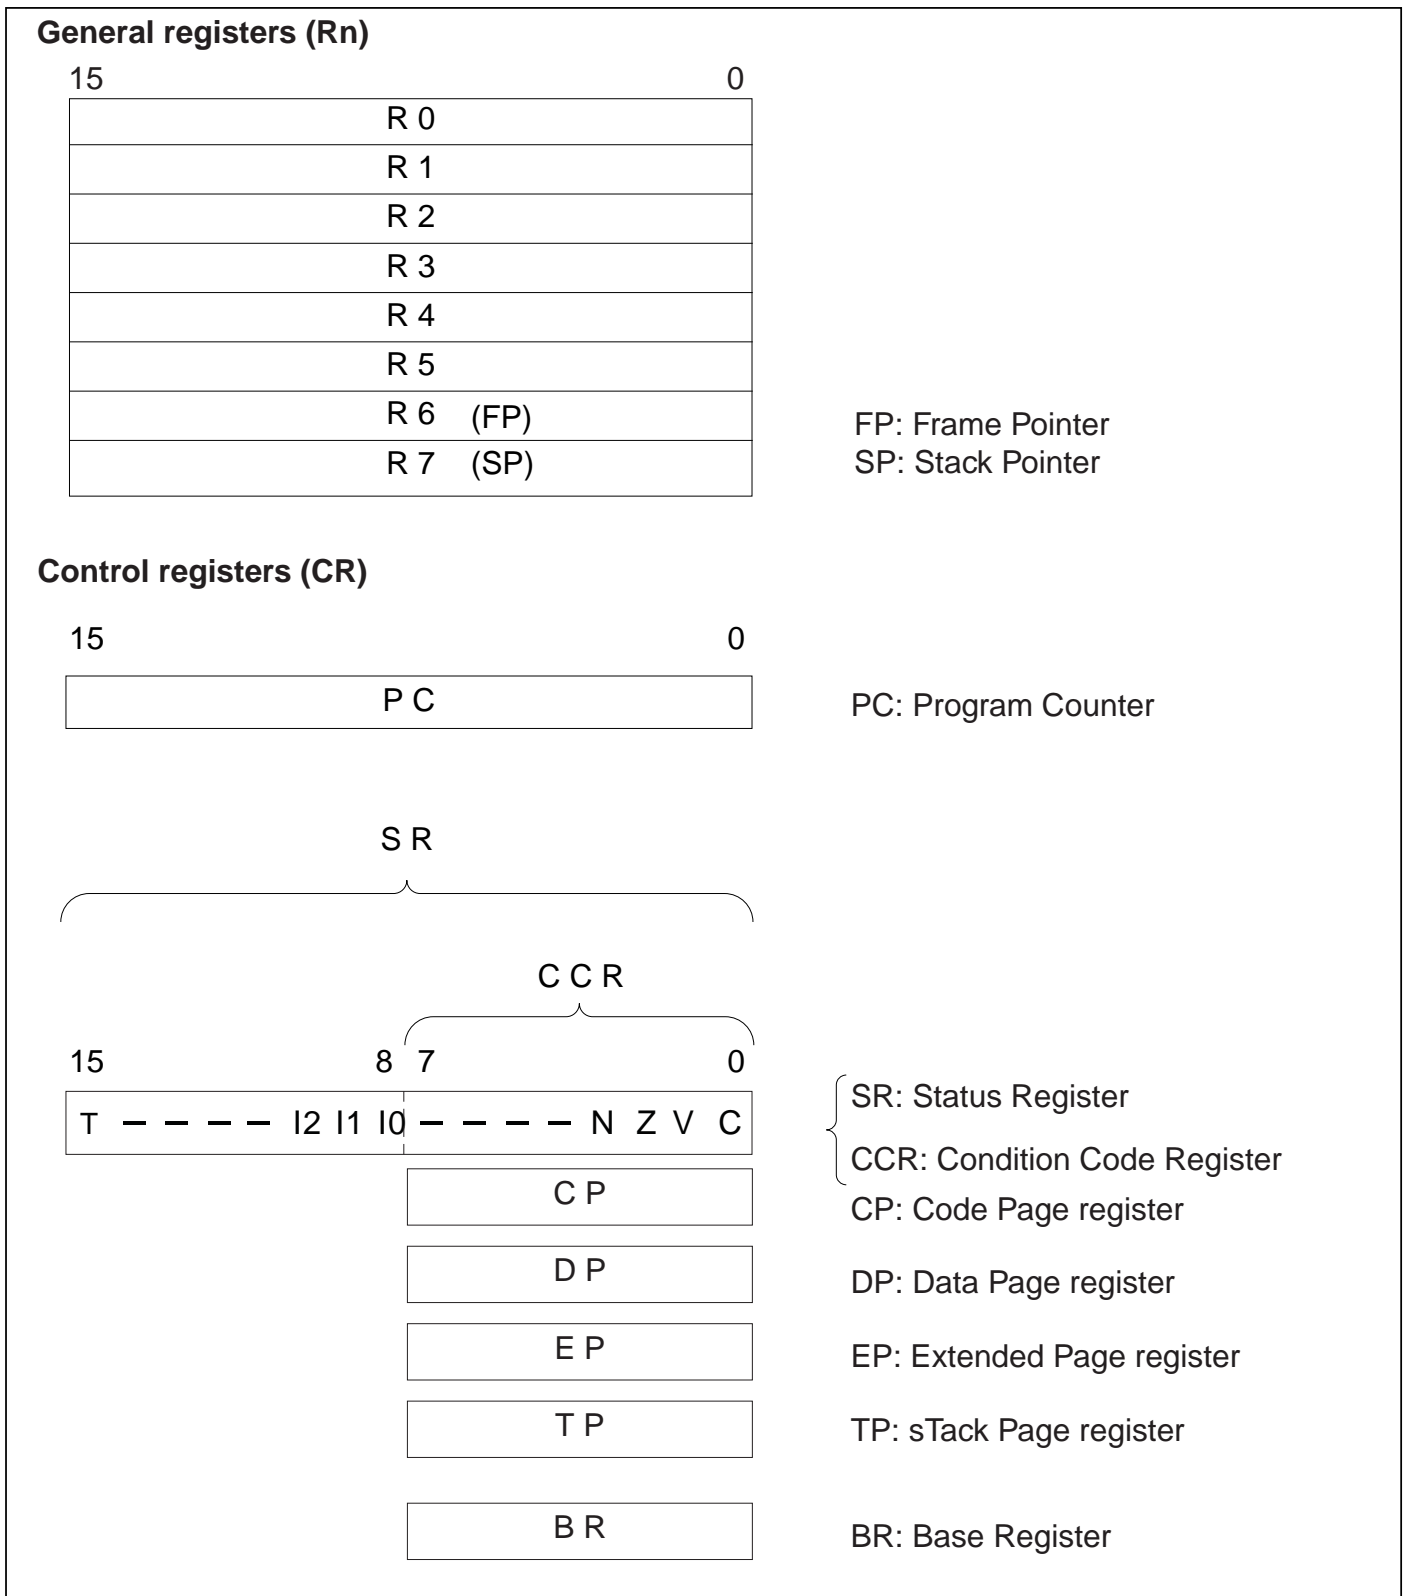 General registers (Rn)
15 0
R 0
R 1
R 2
R 3
R 4
R 5
R 6 (FP) FP: Frame Pointer
R 7 (SP) SP: Stack Pointer
Control registers (CR)
15 0
P C PC: Program Counter
S R
C C R
15 8 7 0
SR: Status Register
T — — — — I2 I1 I0 — — — — N Z V C
CCR: Condition Code Register
C P CP: Code Page register
D P DP: Data Page register
E P EP: Extended Page register
T P TP: sTack Page register
B R BR: Base Register